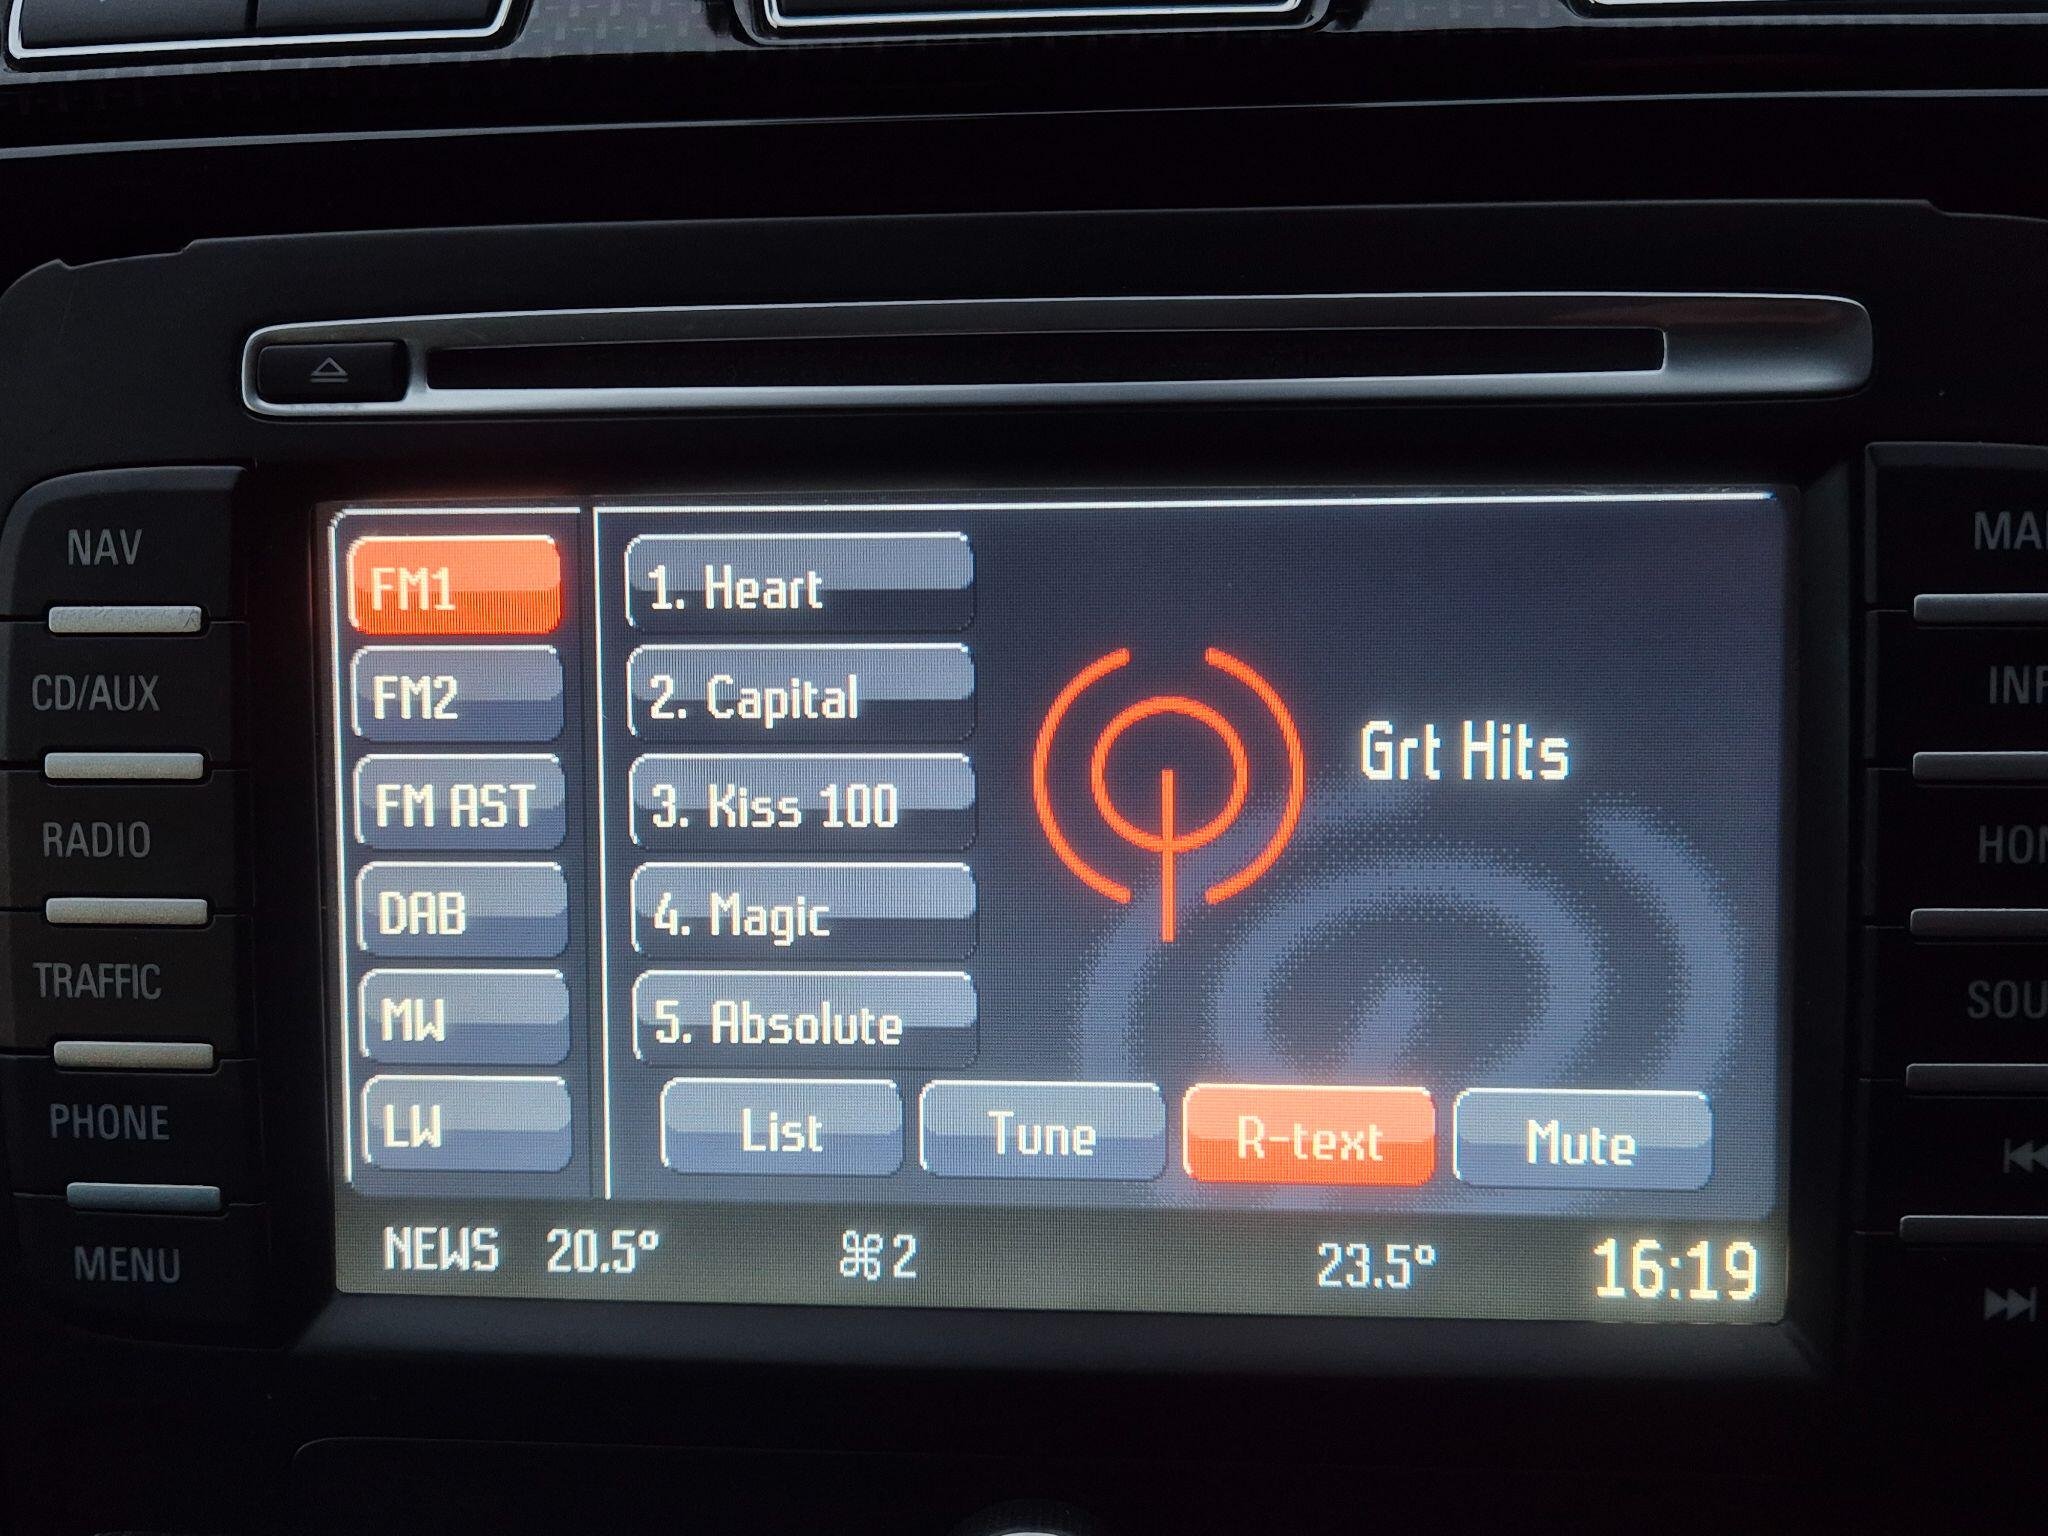 NAV
CD/AUX
RADIO
TRAFFIC
PHONE
MENU
FM1
FM2
FM AST
DAB
MW
LW
1. Heart
2. Capital
3. Kiss 100
4. Magic
5. Absolute
Grt Hits
List
Tune
R-text
Mute
NEWS 20.5° ⌘2 23.5° 16:19